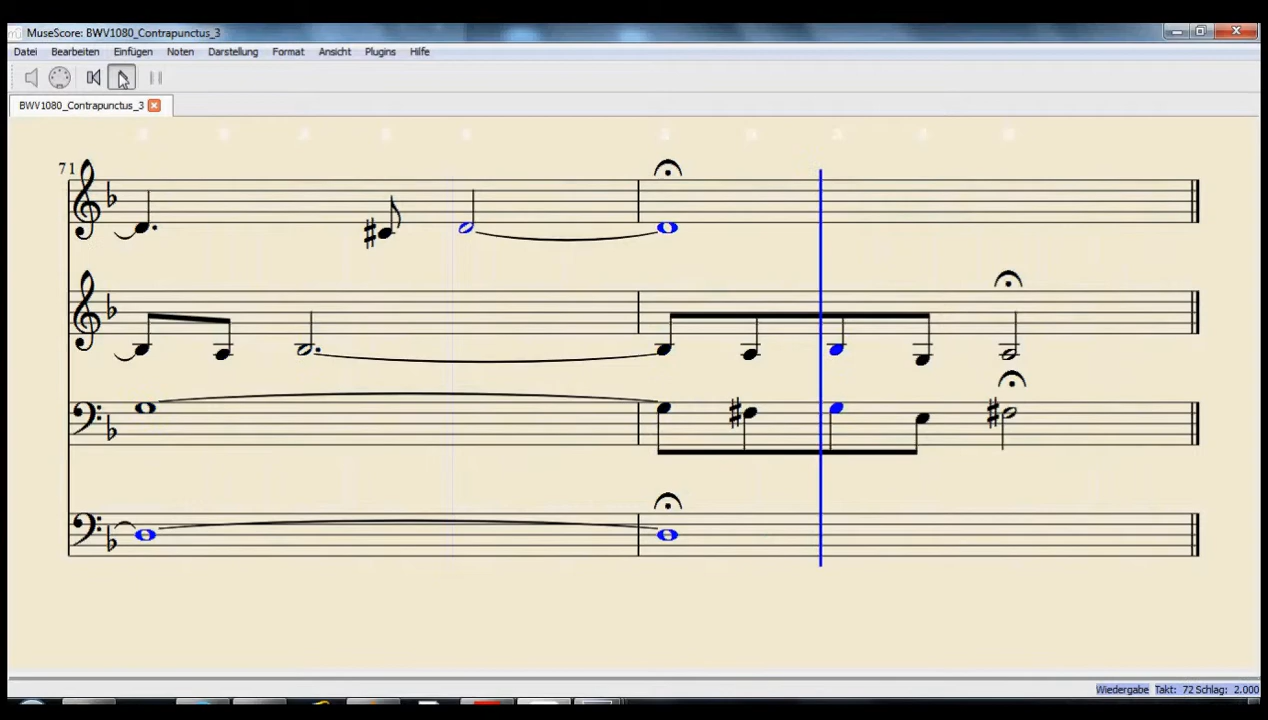 MuseScore: BWV1080_Contrapunctus_3
Datei Bearbeiten Einfügen Noten Darstellung Format Ansicht Plugins Hilfe
BWV1080_Contrapunctus_3
71
Wiedergabe Takt: 72 Schlag: 2.000